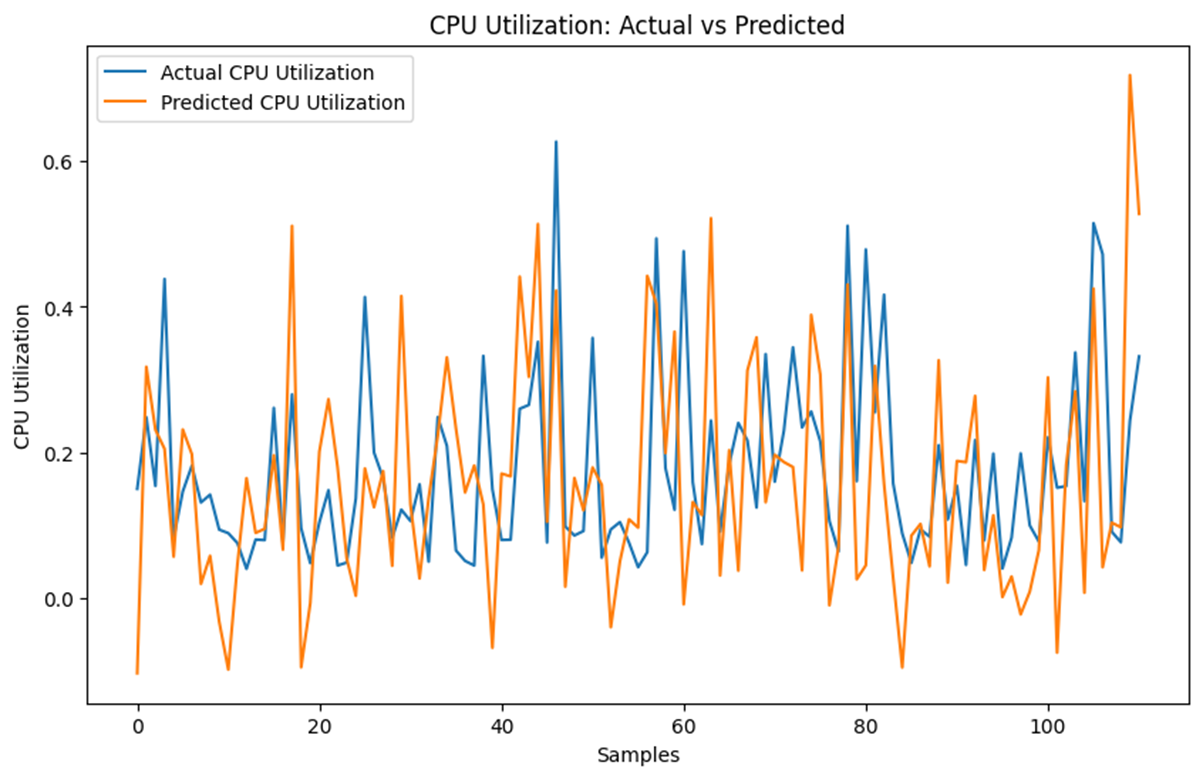 CPU Utilization: Actual vs Predicted
Actual CPU Utilization
Predicted CPU Utilization
CPU Utilization
0.6
0.4
0.2
0.0
0 20 40 60 80 100
Samples